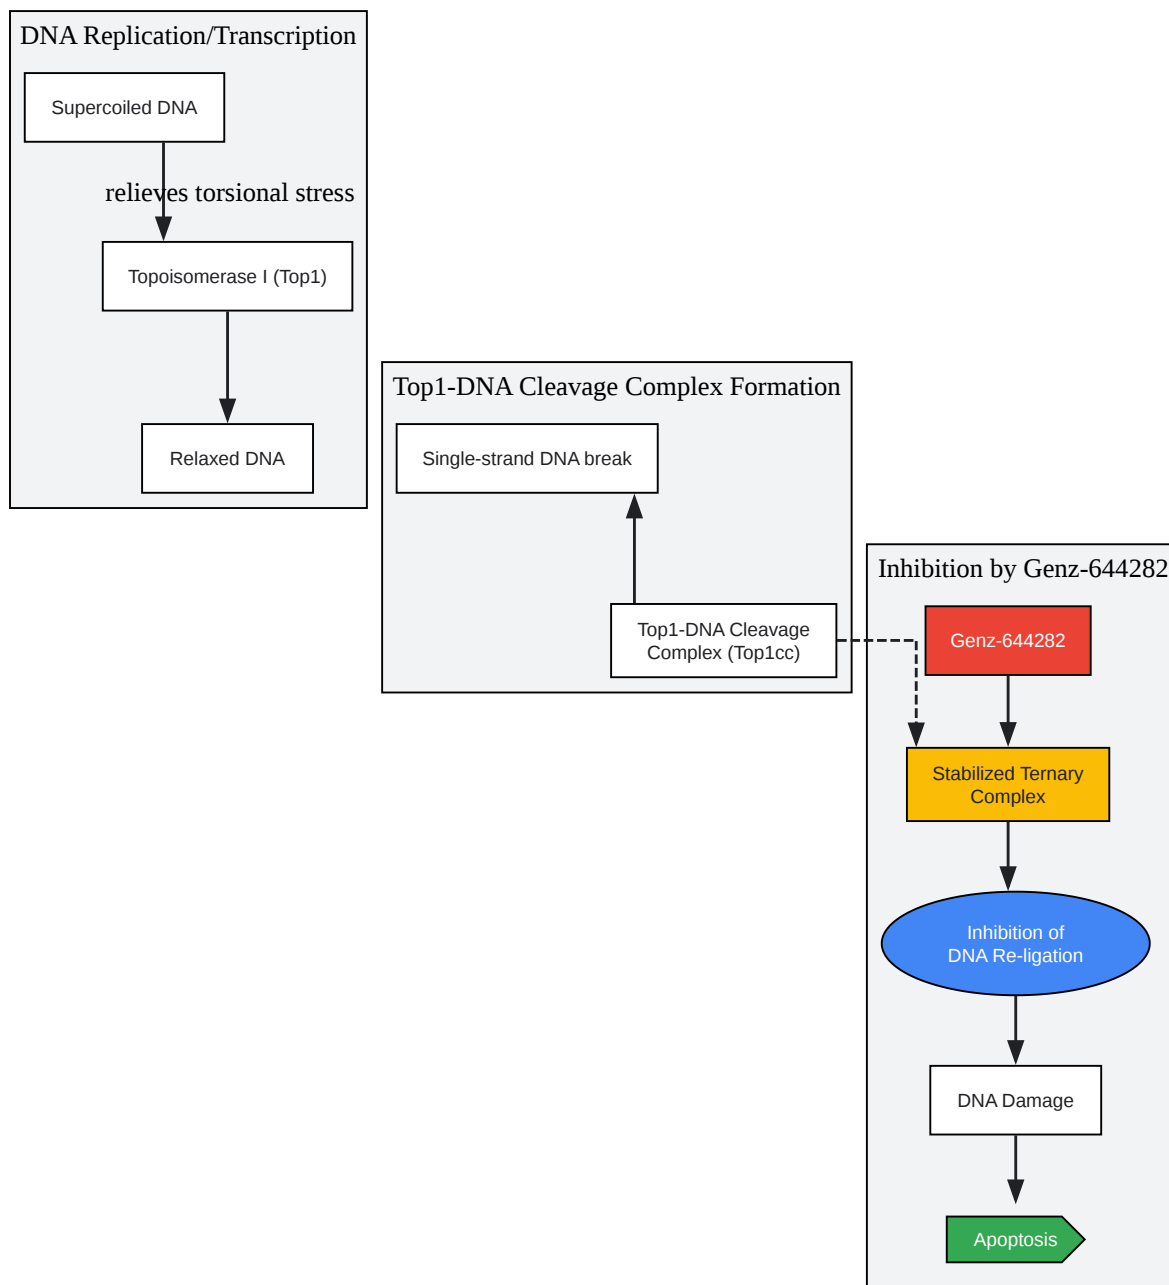 DNA Replication/Transcription
Supercoiled DNA
relieves torsional stress
Topoisomerase I (Top1)
Relaxed DNA
Top1-DNA Cleavage Complex Formation
Single-strand DNA break
Top1-DNA Cleavage
Complex (Top1cc)
Inhibition by Genz-644282
Genz-644282
Stabilized Ternary
Complex
Inhibition of
DNA Re-ligation
DNA Damage
Apoptosis